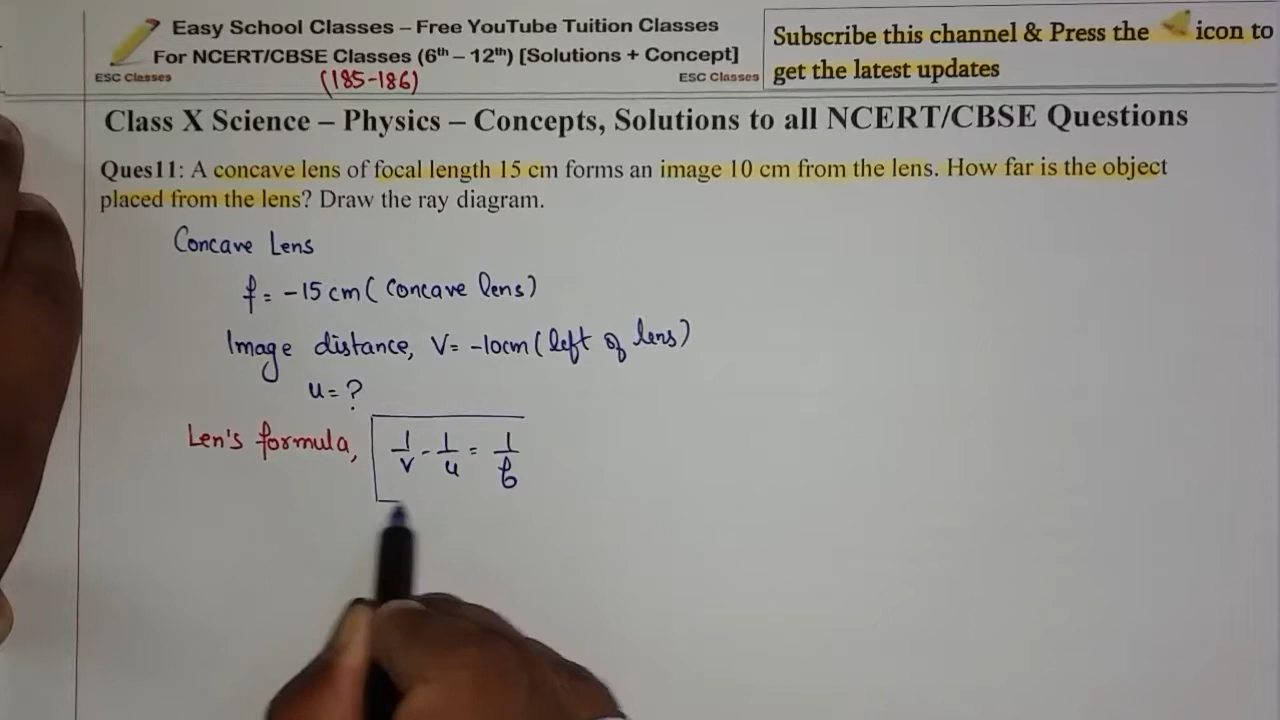 Easy School Classes – Free YouTube Tuition Classes
For NCERT/CBSE Classes (6th – 12th) [Solutions + Concept]
ESC Classes
(185-186)
ESC Classes
Subscribe this channel & Press the icon to
get the latest updates
Class X Science – Physics – Concepts, Solutions to all NCERT/CBSE Questions
Ques11: A concave lens of focal length 15 cm forms an image 10 cm from the lens. How far is the object
placed from the lens? Draw the ray diagram.
Concave Lens
f = -15 cm (Concave lens)
Image distance, V = -10cm (left of lens)
u = ?
Len's formula, 1/v - 1/u = 1/f